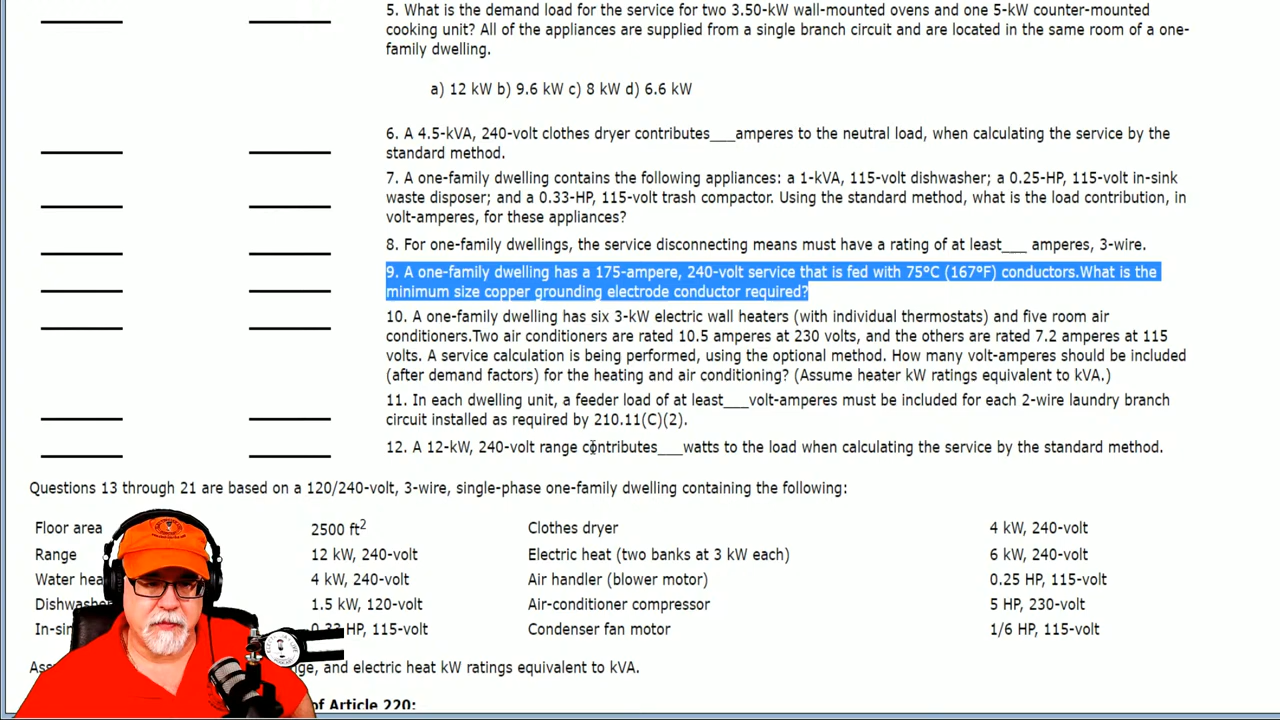 5. What is the demand load for the service for two 3.50-kW wall-mounted ovens and one 5-kW counter-mounted
cooking unit? All of the appliances are supplied from a single branch circuit and are located in the same room of a one-
family dwelling.
a) 12 kW b) 9.6 kW c) 8 kW d) 6.6 kW
6. A 4.5-kVA, 240-volt clothes dryer contributes___amperes to the neutral load, when calculating the service by the
standard method.
7. A one-family dwelling contains the following appliances: a 1-kVA, 115-volt dishwasher; a 0.25-HP, 115-volt in-sink
waste disposer; and a 0.33-HP, 115-volt trash compactor. Using the standard method, what is the load contribution, in
volt-amperes, for these appliances?
8. For one-family dwellings, the service disconnecting means must have a rating of at least___ amperes, 3-wire.
9. A one-family dwelling has a 175-ampere, 240-volt service that is fed with 75°C (167°F) conductors.What is the
minimum size copper grounding electrode conductor required?
10. A one-family dwelling has six 3-kW electric wall heaters (with individual thermostats) and five room air
conditioners.Two air conditioners are rated 10.5 amperes at 230 volts, and the others are rated 7.2 amperes at 115
volts. A service calculation is being performed, using the optional method. How many volt-amperes should be included
(after demand factors) for the heating and air conditioning? (Assume heater kW ratings equivalent to kVA.)
11. In each dwelling unit, a feeder load of at least___volt-amperes must be included for each 2-wire laundry branch
circuit installed as required by 210.11(C)(2).
12. A 12-kW, 240-volt range contributes___watts to the load when calculating the service by the standard method.
Questions 13 through 21 are based on a 120/240-volt, 3-wire, single-phase one-family dwelling containing the following:
Floor area 2500 ft² Clothes dryer 4 kW, 240-volt
Range 12 kW, 240-volt Electric heat (two banks at 3 kW each) 6 kW, 240-volt
Water 4 kW, 240-volt Air handler (blower motor) 0.25 HP, 115-volt
1.5 kW, 120-volt Air-conditioner compressor 5 HP, 230-volt
HP, 115-volt Condenser fan motor 1/6 HP, 115-volt
and electric heat kW ratings equivalent to kVA.
of Article 220: